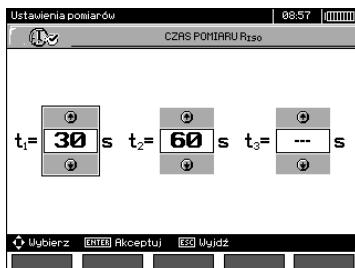 Ustawienia pomiarów 08:57
CZAS POMIARU RISO
t1= 30 s t2= 60 s t3= --- s
Wybierz ENTER Akceptuj ESC Wyjdź